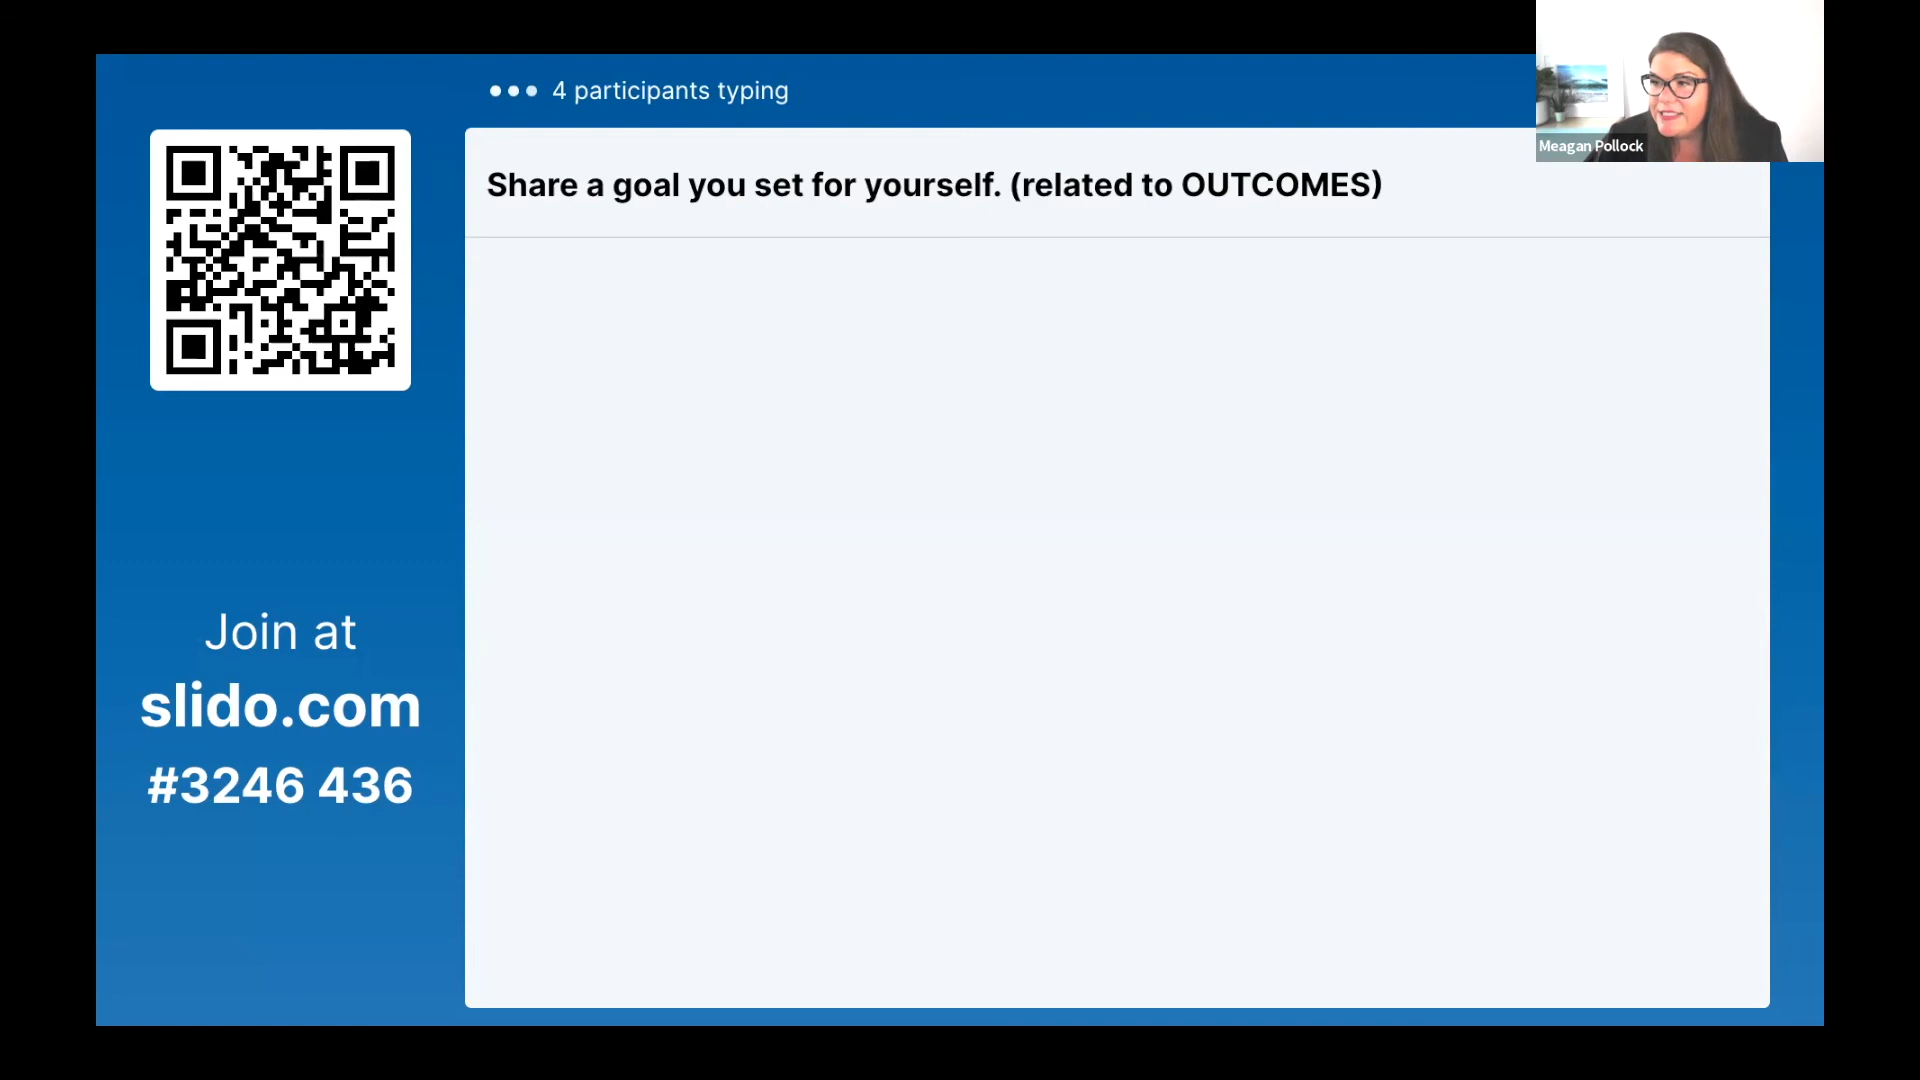 4 participants typing
Meagan Pollock
Share a goal you set for yourself. (related to OUTCOMES)
Join at
slido.com
#3246 436